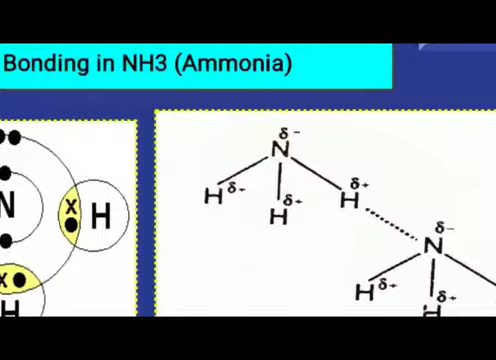 Bonding in NH3 (Ammonia)
δ−
N
H δ+
δ+
H
δ+
H
N
x
H
δ−
N
x
H δ+
δ+
H
H